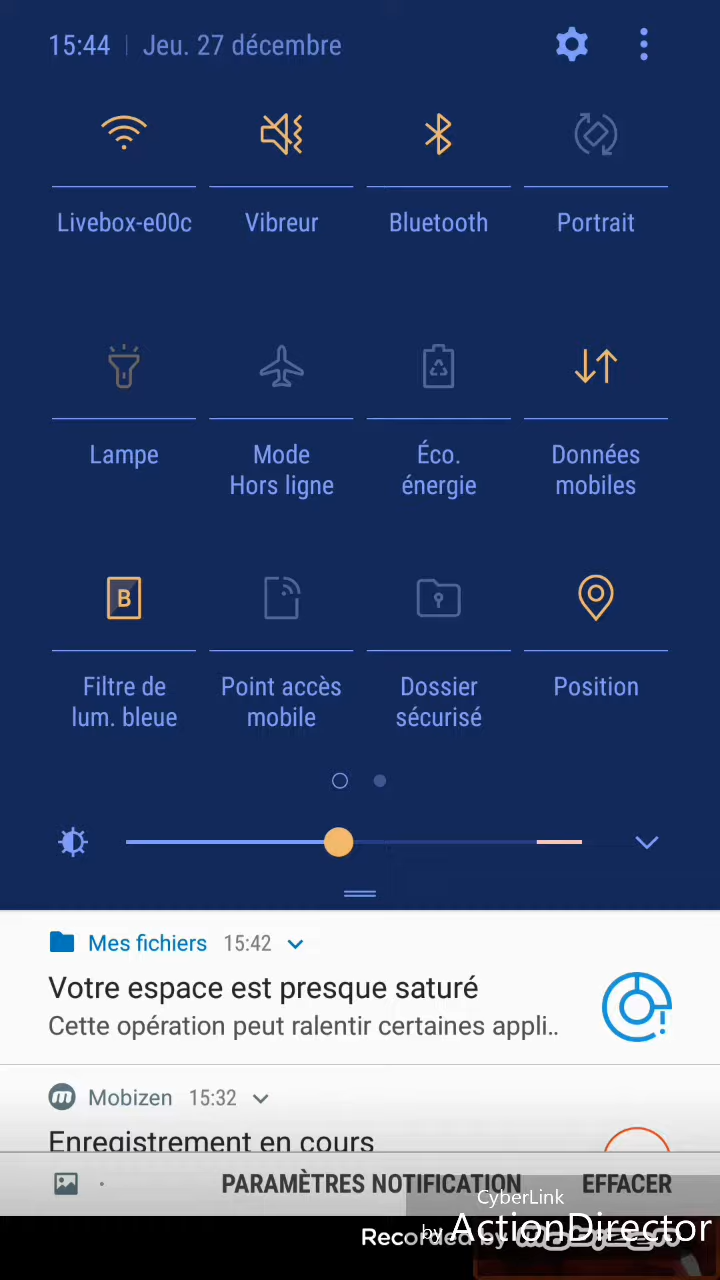 15:44 | Jeu. 27 décembre
Livebox-e00c Vibreur Bluetooth Portrait
Lampe Mode Éco. Données
Hors ligne énergie mobiles
B
Filtre de Point accès Dossier Position
lum. bleue mobile sécurisé
Mes fichiers 15:42
Votre espace est presque saturé
Cette opération peut ralentir certaines appli..
Mobizen 15:32
Enregistrement en cours
PARAMÈTRES NOTIFICATION EFFACER
CyberLink
Recorded by
by ActionDirector